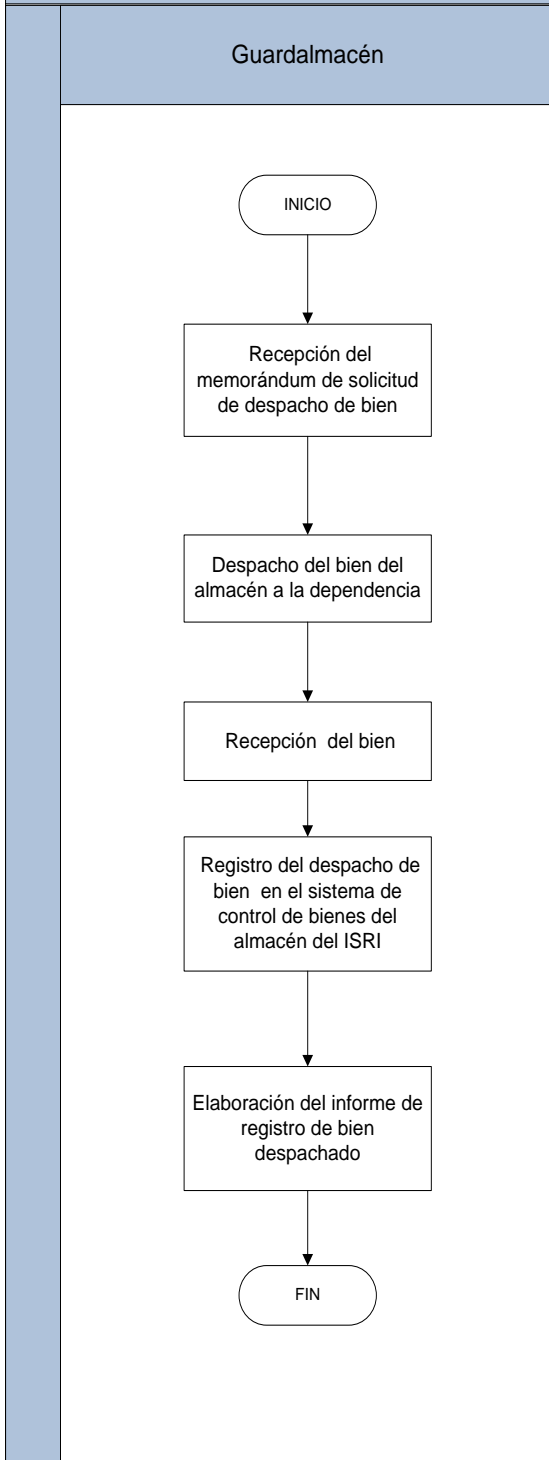 Guardalmacén
INICIO
Recepción del
memorándum de solicitud
de despacho de bien
Despacho del bien del
almacén a la dependencia
Recepción del bien
Registro del despacho de
bien en el sistema de
control de bienes del
almacén del ISRI
Elaboración del informe de
registro de bien
despachado
FIN